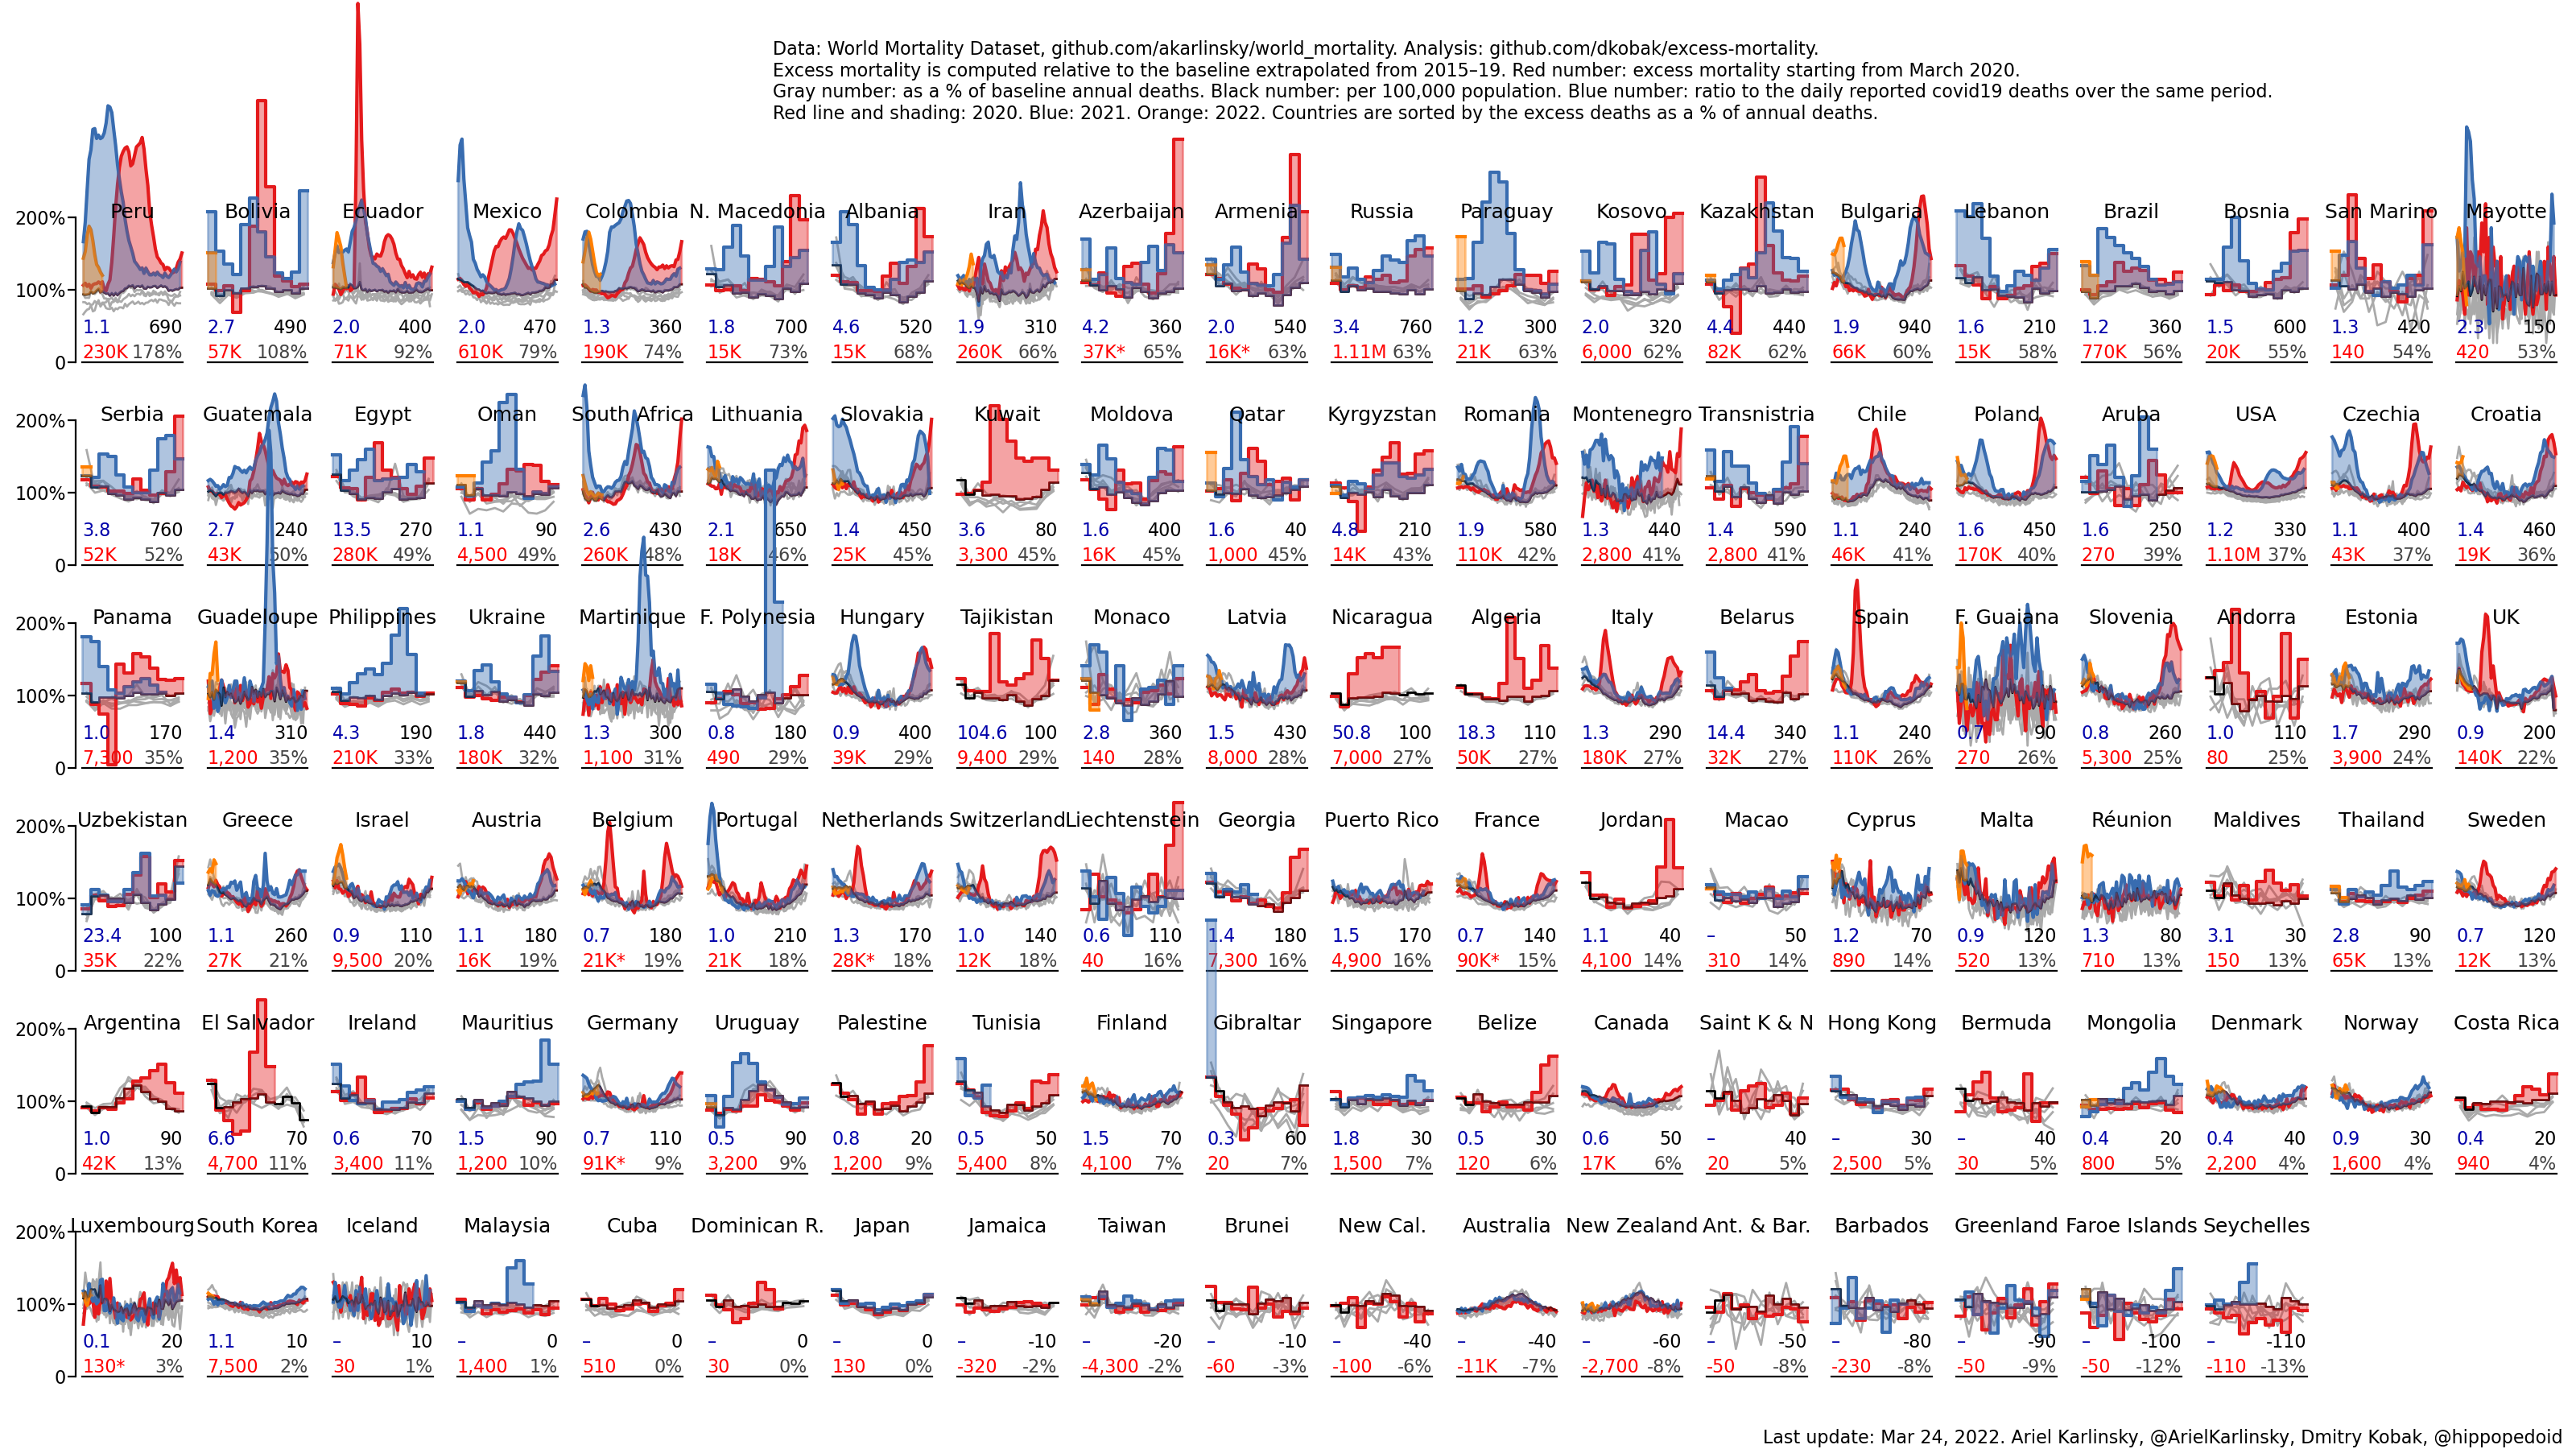 Data: World Mortality Dataset, github.com/akarlinsky/world_mortality. Analysis: github.com/dkobak/excess-mortality.
Excess mortality is computed relative to the baseline extrapolated from 2015–19. Red number: excess mortality starting from March 2020.
Gray number: as a % of baseline annual deaths. Black number: per 100,000 population. Blue number: ratio to the daily reported covid19 deaths over the same period.
Red line and shading: 2020. Blue: 2021. Orange: 2022. Countries are sorted by the excess deaths as a % of annual deaths.
200% Peru Bolivia Ecuador Mexico Colombia N. Macedonia Albania Iran Azerbaijan Armenia Russia Paraguay Kosovo Kazakhstan Bulgaria Lebanon Brazil Bosnia San Marino Mayotte
100%
1.1 690 2.7 490 2.0 400 2.0 470 1.3 360 1.8 700 4.6 520 1.9 310 4.2 360 2.0 540 3.4 760 1.2 300 2.0 320 4.4 440 1.9 940 1.6 210 1.2 360 1.5 600 1.3 420 2.3 150
0 230K 178% 57K 108% 71K 92% 610K 79% 190K 74% 15K 73% 15K 68% 260K 66% 37K* 65% 16K* 63% 1.11M 63% 21K 63% 6,000 62% 82K 62% 66K 60% 15K 58% 770K 56% 20K 55% 140 54% 420 53%
200% Serbia Guatemala Egypt Oman South Africa Lithuania Slovakia Kuwait Moldova Qatar Kyrgyzstan Romania Montenegro Transnistria Chile Poland Aruba USA Czechia Croatia
100%
3.8 760 2.7 240 13.5 270 1.1 90 2.6 430 2.1 650 1.4 450 3.6 80 1.6 400 1.6 40 4.8 210 1.9 580 1.3 440 1.4 590 1.1 240 1.6 450 1.6 250 1.2 330 1.1 400 1.4 460
0 52K 52% 43K 50% 280K 49% 4,500 49% 260K 48% 18K 46% 25K 45% 3,300 45% 16K 45% 1,000 45% 14K 43% 110K 42% 2,800 41% 2,800 41% 46K 41% 170K 40% 270 39% 1.10M 37% 43K 37% 19K 36%
200% Panama Guadeloupe Philippines Ukraine Martinique F. Polynesia Hungary Tajikistan Monaco Latvia Nicaragua Algeria Italy Belarus Spain F. Guaiana Slovenia Andorra Estonia UK
100%
1.0 170 1.4 310 4.3 190 1.8 440 1.3 300 0.8 180 0.9 400 104.6 100 2.8 360 1.5 430 50.8 100 18.3 110 1.3 290 14.4 340 1.1 240 0.7 90 0.8 260 1.0 110 1.7 290 0.9 200
0 7,300 35% 1,200 35% 210K 33% 180K 32% 1,100 31% 490 29% 39K 29% 9,400 29% 140 28% 8,000 28% 7,000 27% 50K 27% 180K 27% 32K 27% 110K 26% 270 26% 5,300 25% 80 25% 3,900 24% 140K 22%
200% Uzbekistan Greece Israel Austria Belgium Portugal Netherlands Switzerland Liechtenstein Georgia Puerto Rico France Jordan Macao Cyprus Malta Réunion Maldives Thailand Sweden
100%
23.4 100 1.1 260 0.9 110 1.1 180 0.7 180 1.0 210 1.3 170 1.0 140 0.6 110 1.4 180 1.5 170 0.7 140 1.1 40 – 50 1.2 70 0.9 120 1.3 80 3.1 30 2.8 90 0.7 120
0 35K 22% 27K 21% 9,500 20% 16K 19% 21K* 19% 21K 18% 28K* 18% 12K 18% 40 16% 7,300 16% 4,900 16% 90K* 15% 4,100 14% 310 14% 890 14% 520 13% 710 13% 150 13% 65K 13% 12K 13%
200% Argentina El Salvador Ireland Mauritius Germany Uruguay Palestine Tunisia Finland Gibraltar Singapore Belize Canada Saint K & N Hong Kong Bermuda Mongolia Denmark Norway Costa Rica
100%
1.0 90 6.6 70 0.6 70 1.5 90 0.7 110 0.5 90 0.8 20 0.5 50 1.5 70 0.3 60 1.8 30 0.5 30 0.6 50 – 40 – 30 – 40 0.4 20 0.4 40 0.9 30 0.4 20
0 42K 13% 4,700 11% 3,400 11% 1,200 10% 91K* 9% 3,200 9% 1,200 9% 5,400 8% 4,100 7% 20 7% 1,500 7% 120 6% 17K 6% 20 5% 2,500 5% 30 5% 800 5% 2,200 4% 1,600 4% 940 4%
200% Luxembourg South Korea Iceland Malaysia Cuba Dominican R. Japan Jamaica Taiwan Brunei New Cal. Australia New Zealand Ant. & Bar. Barbados Greenland Faroe Islands Seychelles
100%
0.1 20 1.1 10 – 10 – 0 – 0 – 0 – 0 – -10 – -20 – -10 – -40 – -40 – -60 – -50 – -80 – -90 – -100 – -110
0 130* 3% 7,500 2% 30 1% 1,400 1% 510 0% 30 0% 130 0% -320 -2% -4,300 -2% -60 -3% -100 -6% -11K -7% -2,700 -8% -50 -8% -230 -8% -50 -9% -50 -12% -110 -13%
Last update: Mar 24, 2022. Ariel Karlinsky, @ArielKarlinsky, Dmitry Kobak, @hippopedoid